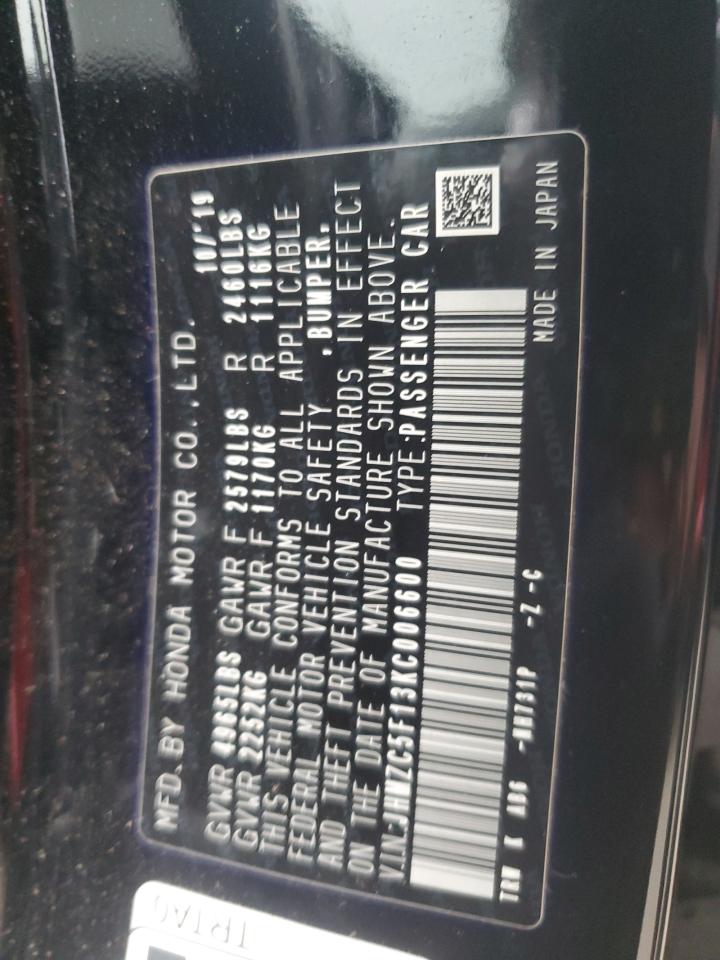 MFD. BY HONDA MOTOR CO., LTD. 10/'19
GVWR 4965LBS GAWR F 2579LBS R 2460LBS
GVWR 2252KG GAWR F 1170KG R 1116KG
THIS VEHICLE CONFORMS TO ALL APPLICABLE
FEDERAL MOTOR VEHICLE SAFETY ,BUMPER,
AND THEFT PREVENTION STANDARDS IN EFFECT
ON THE DATE OF MANUFACTURE SHOWN ABOVE.
VIN:JHMZC5F13KC006600 TYPE:PASSENGER CAR
-Z -C
MADE IN JAPAN